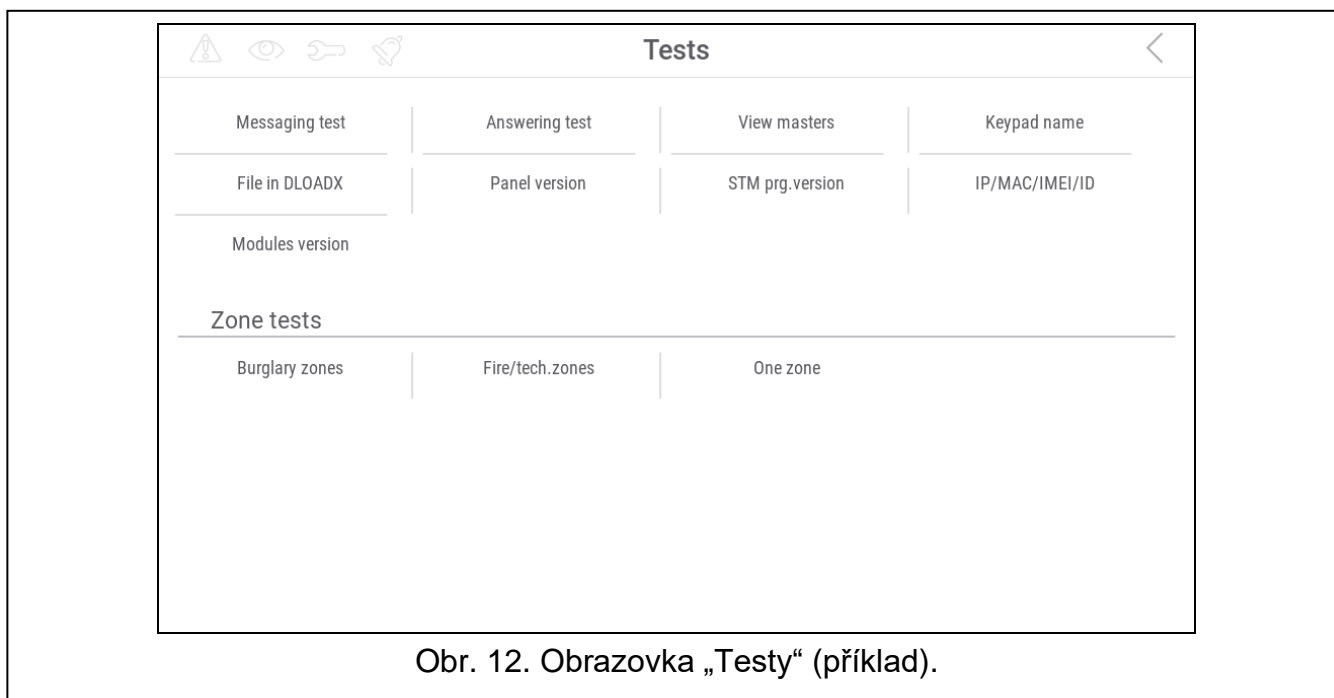 Tests
Messaging test Answering test View masters Keypad name
File in DLOADX Panel version STM prg.version IP/MAC/IMEI/ID
Modules version
Zone tests
Burglary zones Fire/tech.zones One zone
Obr. 12. Obrazovka „Testy“ (příklad).